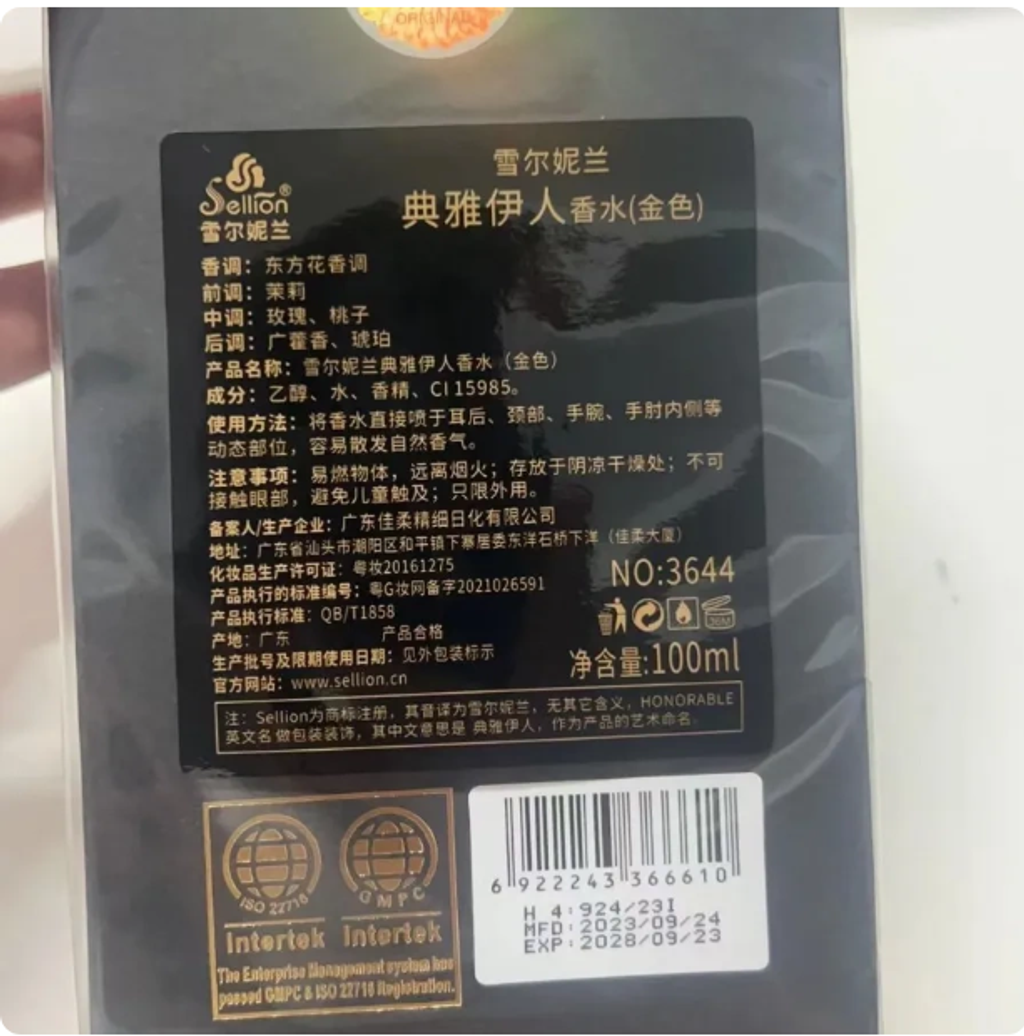 ORIGINAL
Sellion®
雪尔妮兰
雪尔妮兰
典雅伊人香水(金色)
香调：东方花香调
前调：茉莉
中调：玫瑰、桃子
后调：广藿香、琥珀
产品名称：雪尔妮兰典雅伊人香水（金色）
成分：乙醇、水、香精、CI 15985。
使用方法：将香水直接喷于耳后、颈部、手腕、手肘内侧等
动态部位，容易散发自然香气。
注意事项：易燃物体，远离烟火；存放于阴凉干燥处；不可
接触眼部，避免儿童触及；只限外用。
备案人/生产企业：广东佳柔精细日化有限公司
地址：广东省汕头市潮阳区和平镇下寨居委东洋石桥下洋（佳柔大厦）
化妆品生产许可证：粤妆20161275
产品执行的标准编号：粤G妆网备字2021026591
产品执行标准：QB/T1858
产地：广东 产品合格
生产批号及限期使用日期：见外包装标示
官方网站：www.sellion.cn
NO:3644
36M
净含量:100ml
注：Sellion为商标注册，其音译为雪尔妮兰，无其它含义，HONORABLE
英文名做包装装饰，其中文意思是 典雅伊人，作为产品的艺术命名。
ISO 22716 GMPC
Intertek Intertek
The Enterprise Management system has
passed GMPC & ISO 22716 Registration.
6 922243 366610
H 4:924/23I
MFD:2023/09/24
EXP:2028/09/23